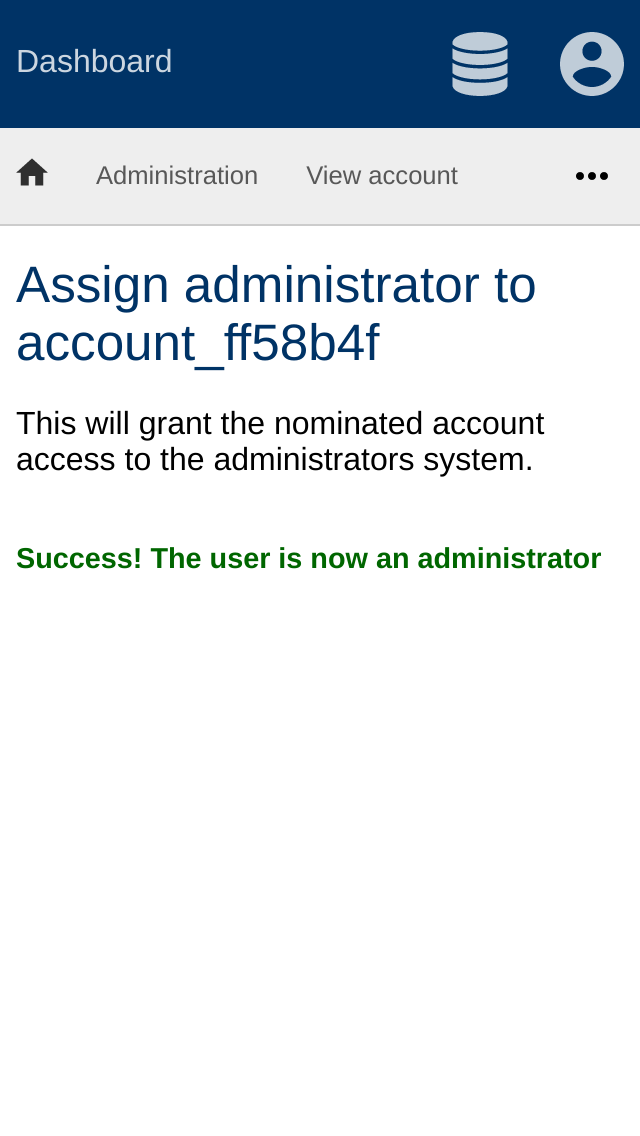 Dashboard
Administration
View account
Assign administrator to
account_ff58b4f
This will grant the nominated account
access to the administrators system.
Success! The user is now an administrator